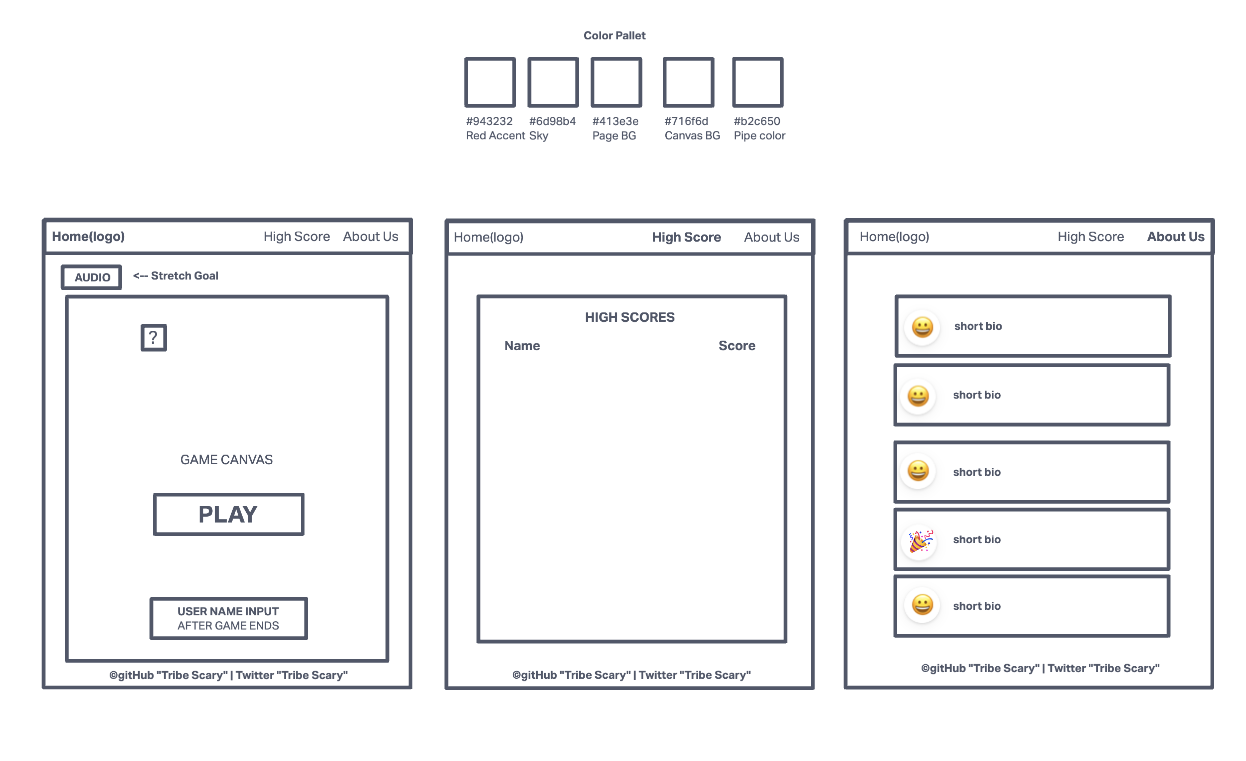 Color Pallet
#943232
Red Accent
#6d98b4
Sky
#413e3e
Page BG
#716f6d
Canvas BG
#b2c650
Pipe color
Home(logo) High Score About Us
AUDIO <-- Stretch Goal
?
GAME CANVAS
PLAY
USER NAME INPUT
AFTER GAME ENDS
©gitHub "Tribe Scary" | Twitter "Tribe Scary"
Home(logo) High Score About Us
HIGH SCORES
Name Score
©gitHub "Tribe Scary" | Twitter "Tribe Scary"
Home(logo) High Score About Us
short bio
short bio
short bio
short bio
short bio
©gitHub "Tribe Scary" | Twitter "Tribe Scary"